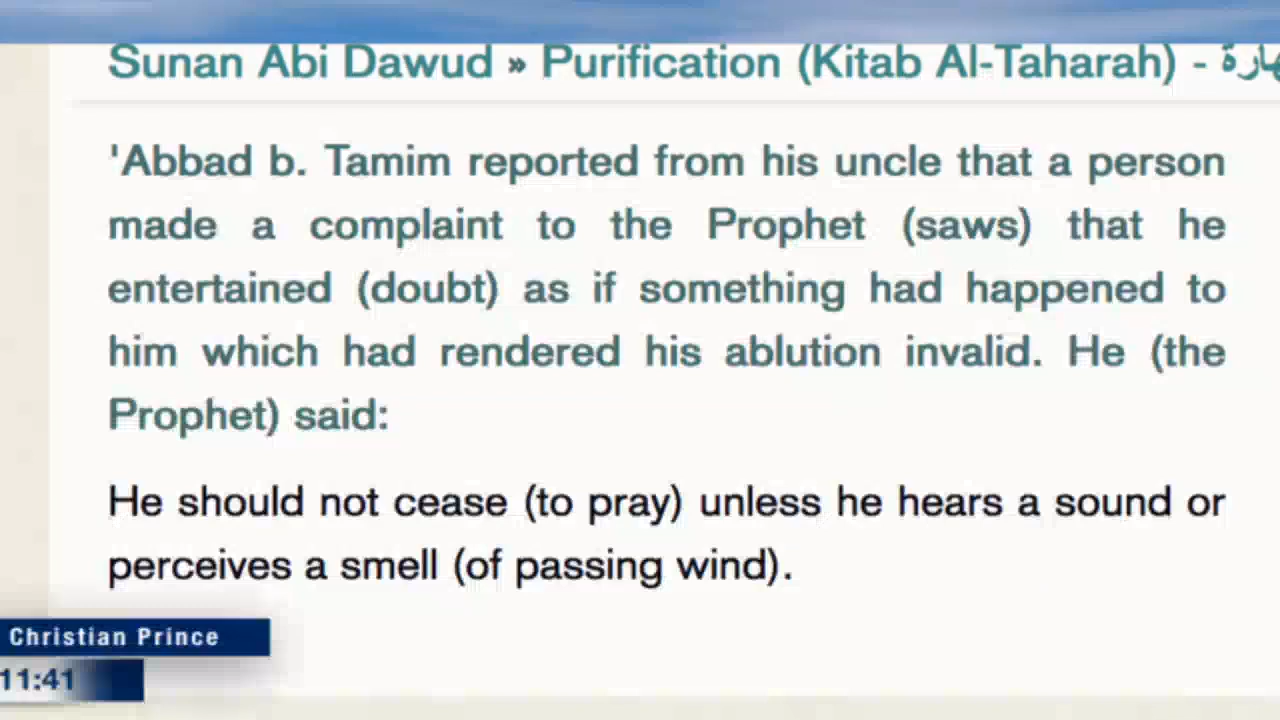 Sunan Abi Dawud » Purification (Kitab Al-Taharah) -
'Abbad b. Tamim reported from his uncle that a person
made a complaint to the Prophet (saws) that he
entertained (doubt) as if something had happened to
him which had rendered his ablution invalid. He (the
Prophet) said:
He should not cease (to pray) unless he hears a sound or
perceives a smell (of passing wind).
Christian Prince
11:41